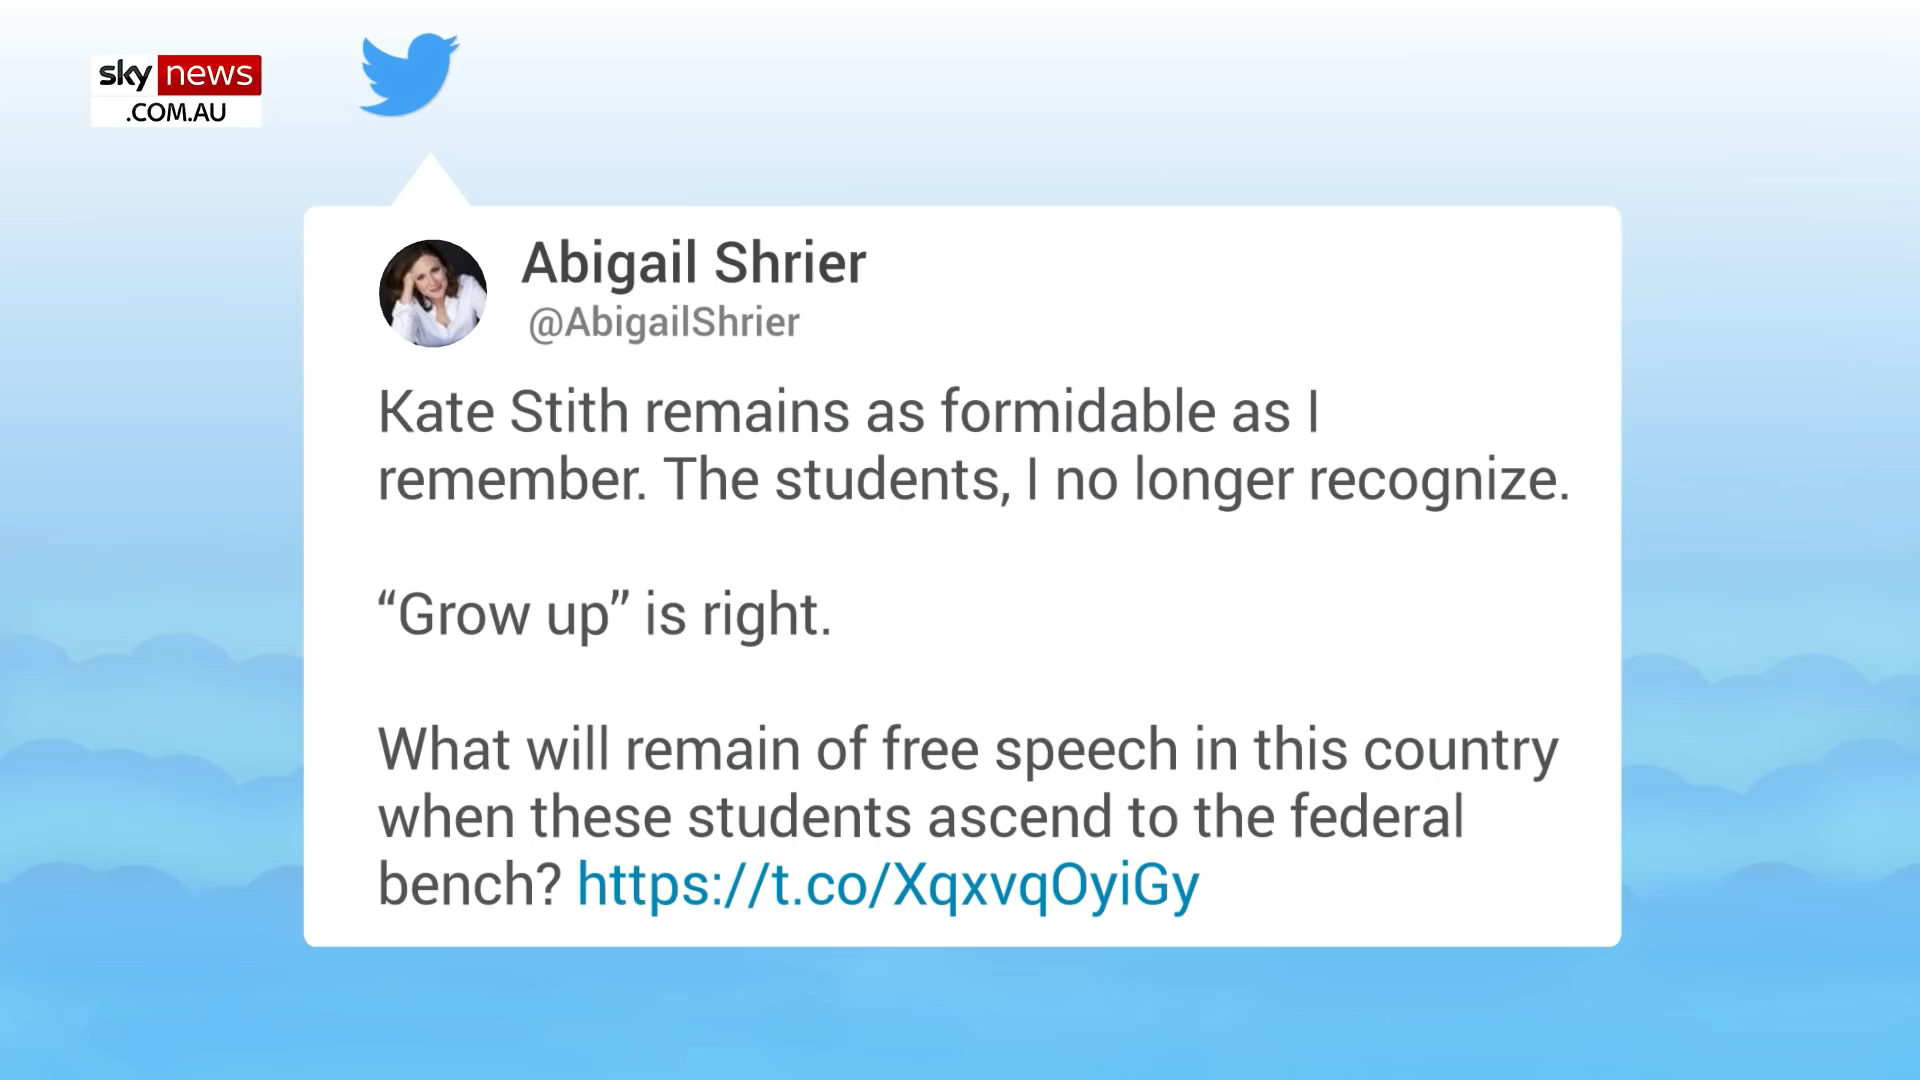 sky news
.COM.AU
Abigail Shrier
@AbigailShrier
Kate Stith remains as formidable as I
remember. The students, I no longer recognize.
“Grow up” is right.
What will remain of free speech in this country
when these students ascend to the federal
bench? https://t.co/XqxvqOyiGy